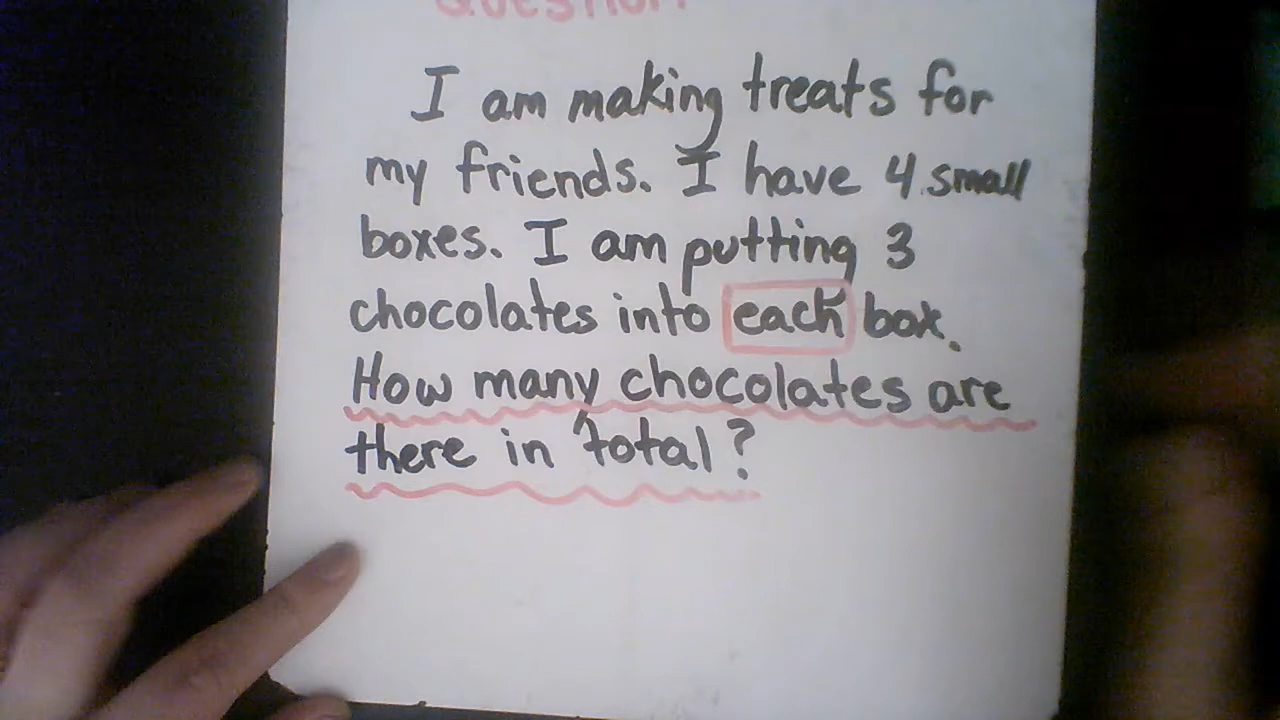 Question
I am making treats for
my friends. I have 4 small
boxes. I am putting 3
chocolates into each box.
How many chocolates are
there in total?